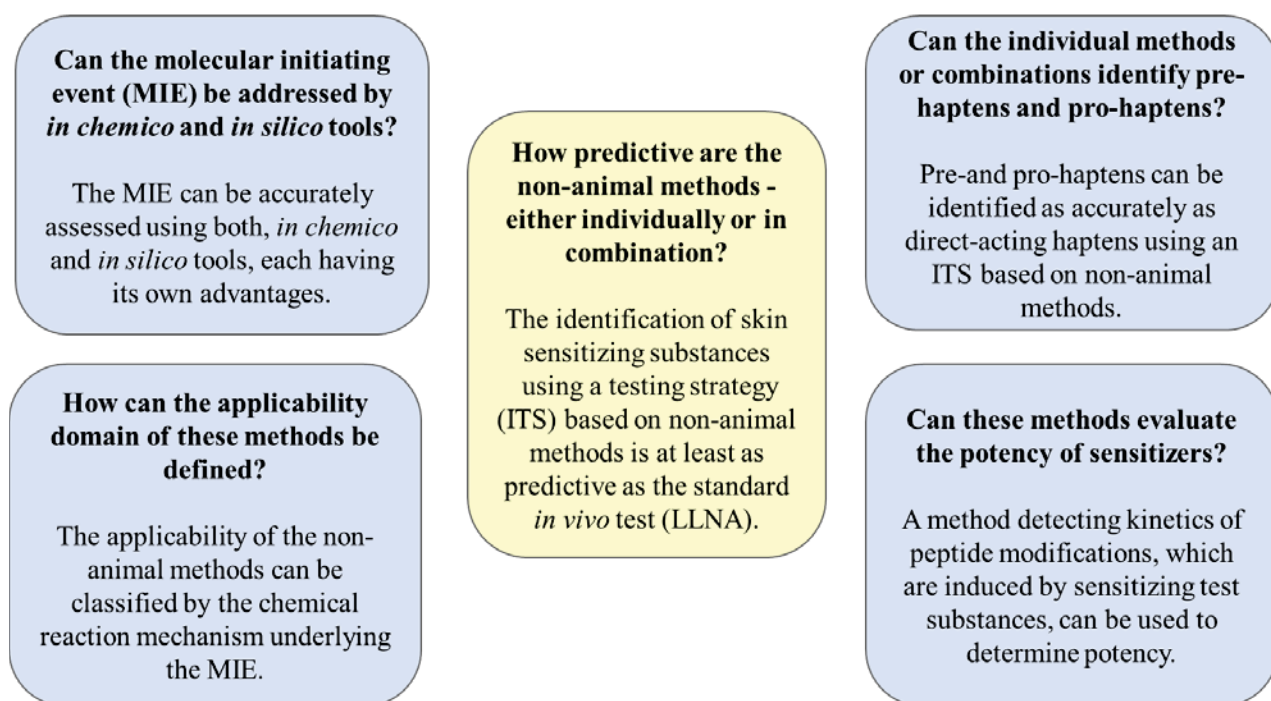 Can the molecular initiating
event (MIE) be addressed by
in chemico and in silico tools?
The MIE can be accurately
assessed using both, in chemico
and in silico tools, each having
its own advantages.
How can the applicability
domain of these methods be
defined?
The applicability of the non-
animal methods can be
classified by the chemical
reaction mechanism underlying
the MIE.
How predictive are the
non-animal methods -
either individually or in
combination?
The identification of skin
sensitizing substances
using a testing strategy
(ITS) based on non-animal
methods is at least as
predictive as the standard
in vivo test (LLNA).
Can the individual methods
or combinations identify pre-
haptens and pro-haptens?
Pre-and pro-haptens can be
identified as accurately as
direct-acting haptens using an
ITS based on non-animal
methods.
Can these methods evaluate
the potency of sensitizers?
A method detecting kinetics of
peptide modifications, which
are induced by sensitizing test
substances, can be used to
determine potency.